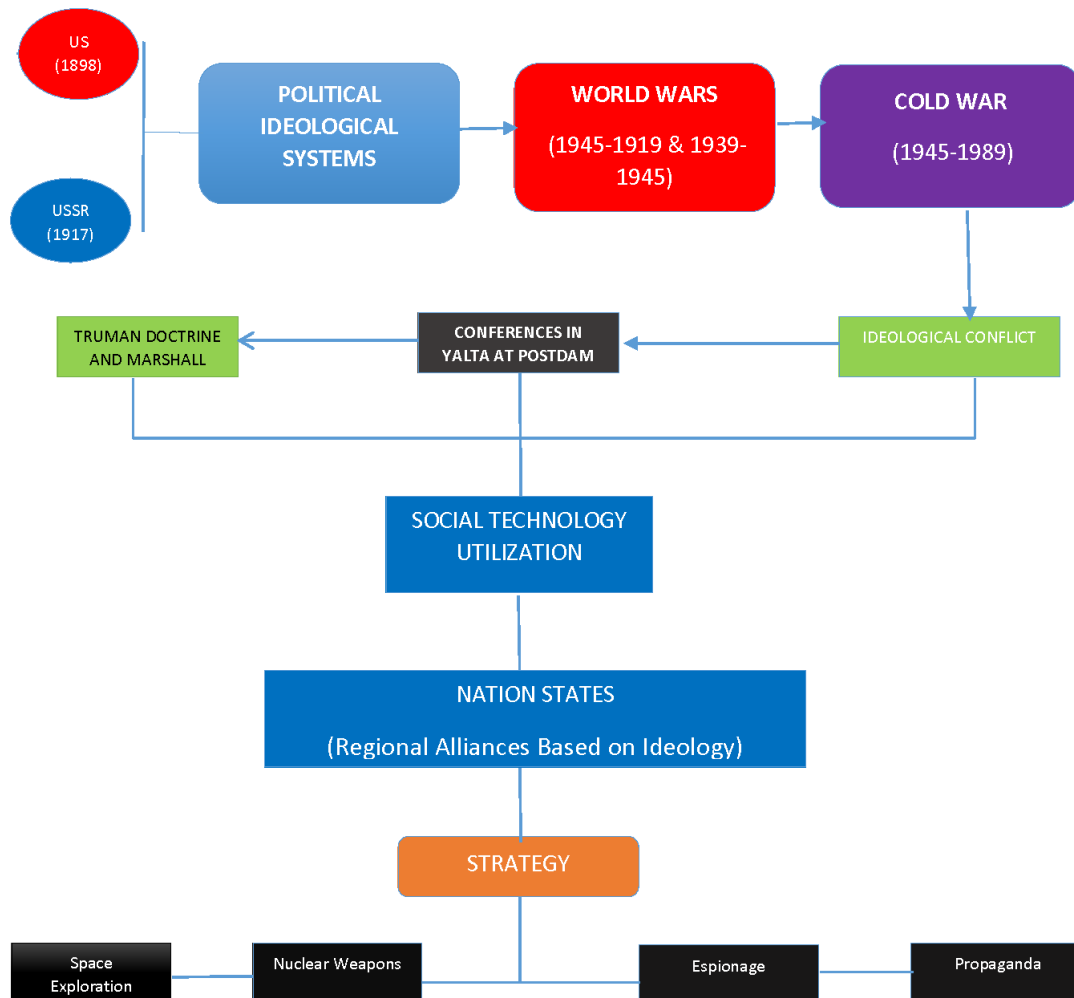 US
(1898)
POLITICAL
IDEOLOGICAL
SYSTEMS
WORLD WARS
(1945-1919 & 1939-
1945)
COLD WAR
(1945-1989)
USSR
(1917)
TRUMAN DOCTRINE
AND MARSHALL
CONFERENCES IN
YALTA AT POSTDAM
IDEOLOGICAL CONFLICT
SOCIAL TECHNOLOGY
UTILIZATION
NATION STATES
(Regional Alliances Based on Ideology)
STRATEGY
Space
Exploration
Nuclear Weapons
Espionage
Propaganda